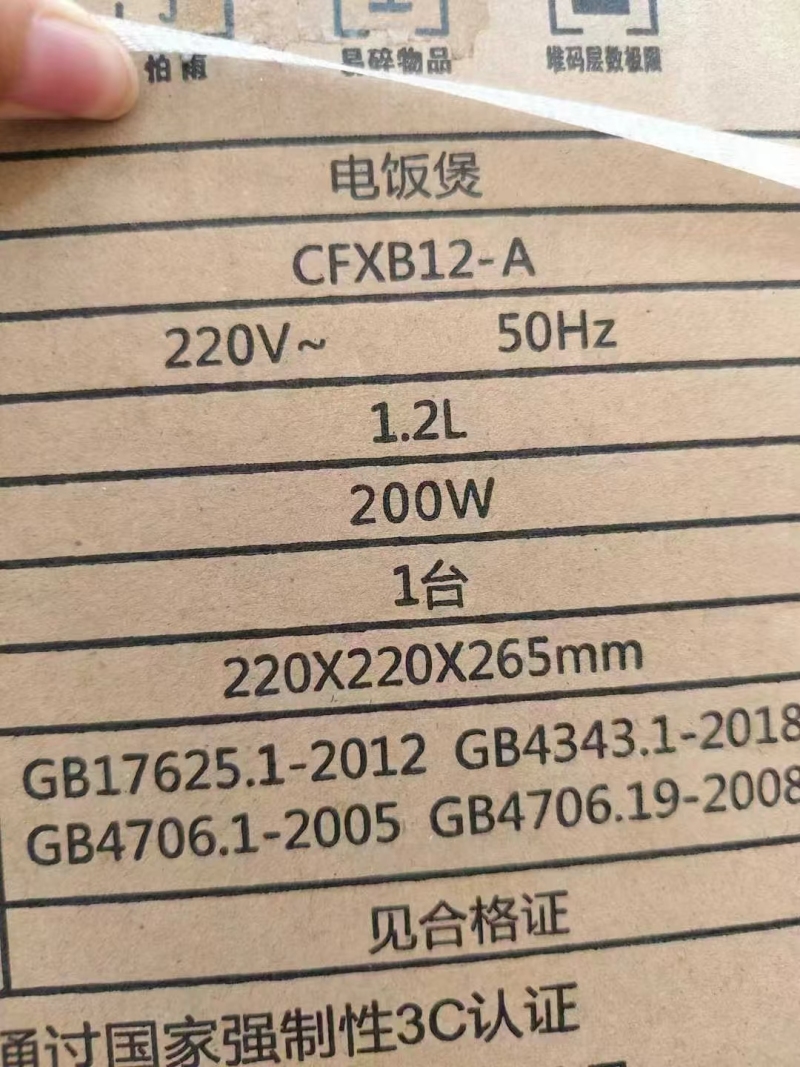 怕雨 易碎物品 堆码层数极限
电饭煲
CFXB12-A
220V~ 50Hz
1.2L
200W
1台
220X220X265mm
GB17625.1-2012 GB4343.1-2018
GB4706.1-2005 GB4706.19-2008
见合格证
通过国家强制性3C认证